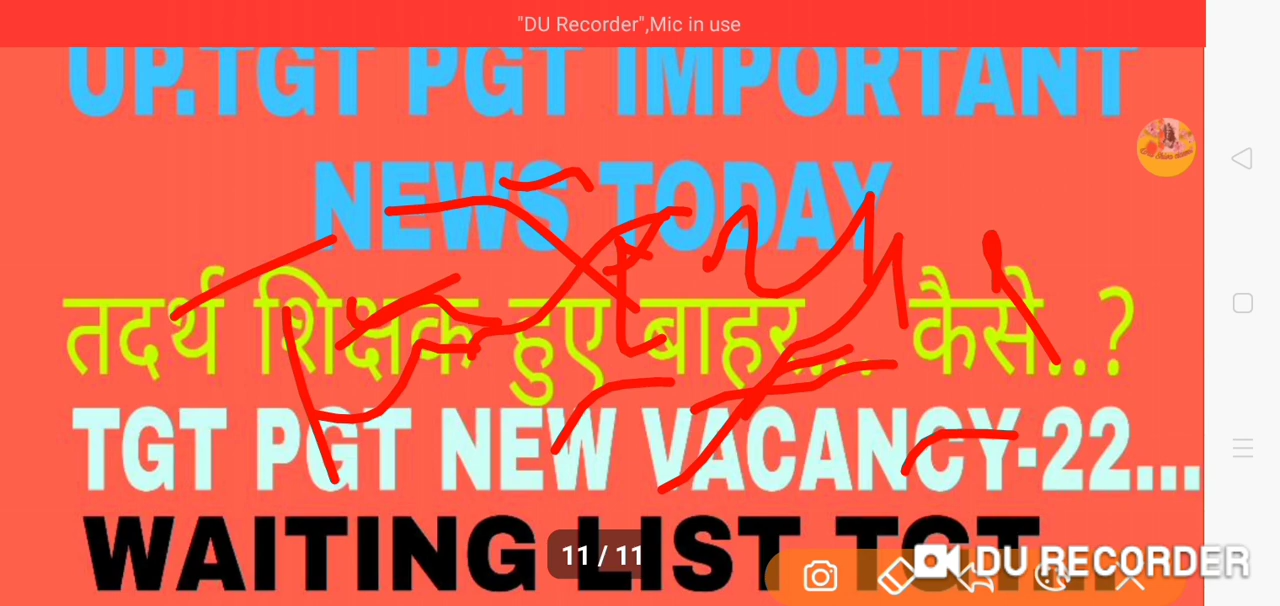 "DU Recorder",Mic in use
UP.TGT PGT IMPORTANT
NEWS TODAY
तदर्थ शिक्षक हुए बाहर... कैसे..?
TGT PGT NEW VACANCY-22...
WAITING LIST TGT
11 / 11
DU RECORDER